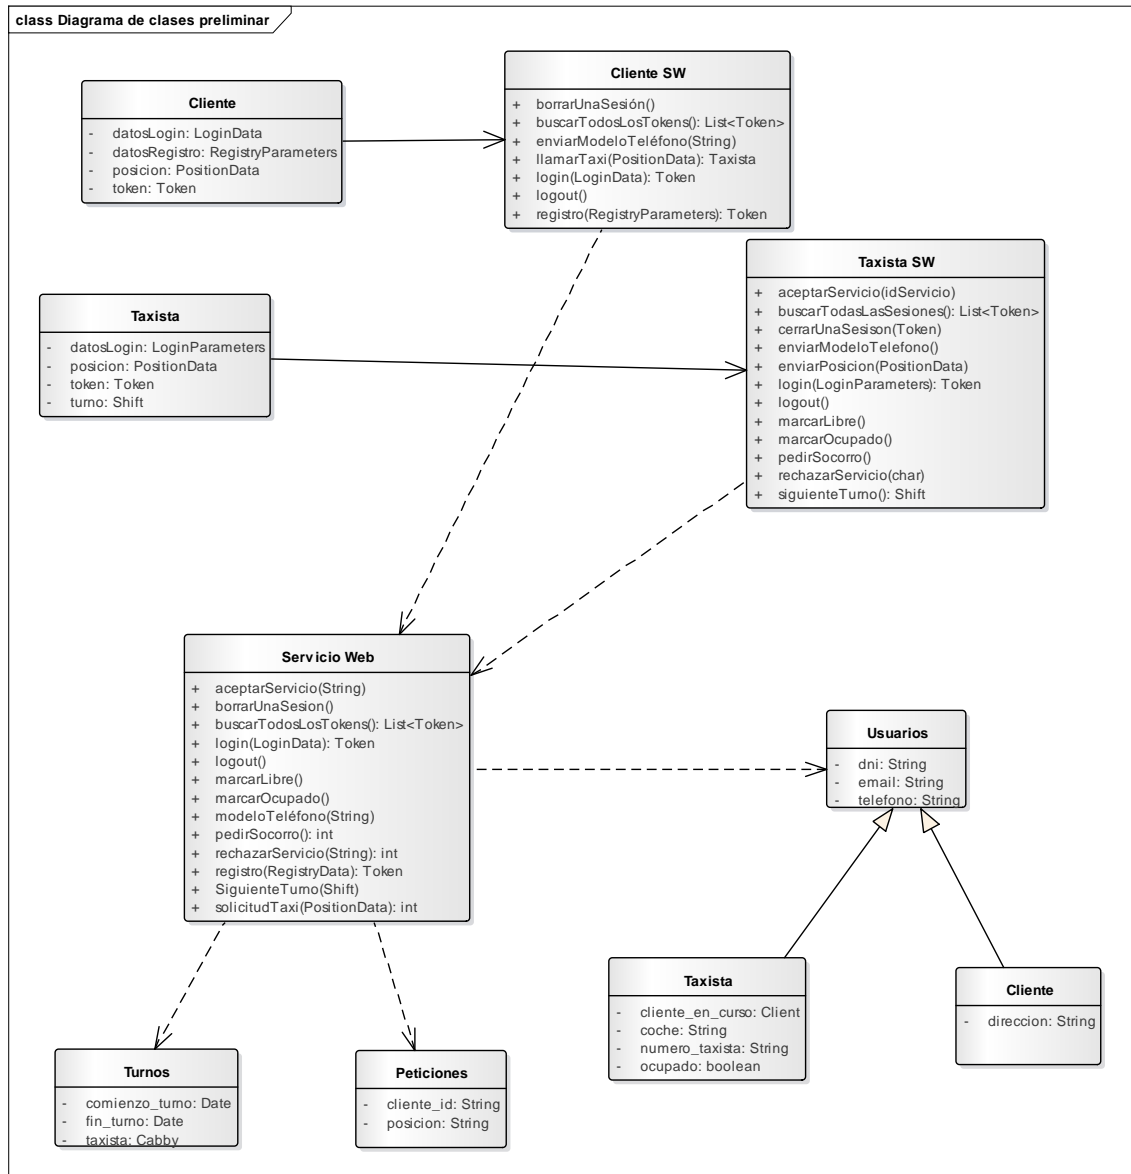 class Diagrama de clases preliminar
Cliente
- datosLogin: LoginData
- datosRegistro: RegistryParameters
- posicion: PositionData
- token: Token
Cliente SW
+ borrarUnaSesión()
+ buscarTodosLosTokens(): List<Token>
+ enviarModeloTeléfono(String)
+ llamarTaxi(PositionData): Taxista
+ login(LoginData): Token
+ logout()
+ registro(RegistryParameters): Token
Taxista SW
+ aceptarServicio(idServicio)
+ buscarTodasLasSesiones(): List<Token>
+ cerrarUnaSesison(Token)
+ enviarModeloTelefono()
+ enviarPosicion(PositionData)
+ login(LoginParameters): Token
+ logout()
+ marcarLibre()
+ marcarOcupado()
+ pedirSocorro()
+ rechazarServicio(char)
+ siguienteTurno(): Shift
Taxista
- datosLogin: LoginParameters
- posicion: PositionData
- token: Token
- turno: Shift
Servicio Web
+ aceptarServicio(String)
+ borrarUnaSesion()
+ buscarTodosLosTokens(): List<Token>
+ login(LoginData): Token
+ logout()
+ marcarLibre()
+ marcarOcupado()
+ modeloTeléfono(String)
+ pedirSocorro(): int
+ rechazarServicio(String): int
+ registro(RegistryData): Token
+ SiguienteTurno(Shift)
+ solicitudTaxi(PositionData): int
Usuarios
- dni: String
- email: String
- telefono: String
Taxista
- cliente_en_curso: Client
- coche: String
- numero_taxista: String
- ocupado: boolean
Cliente
- direccion: String
Turnos
- comienzo_turno: Date
- fin_turno: Date
- taxista: Cabby
Peticiones
- cliente_id: String
- posicion: String